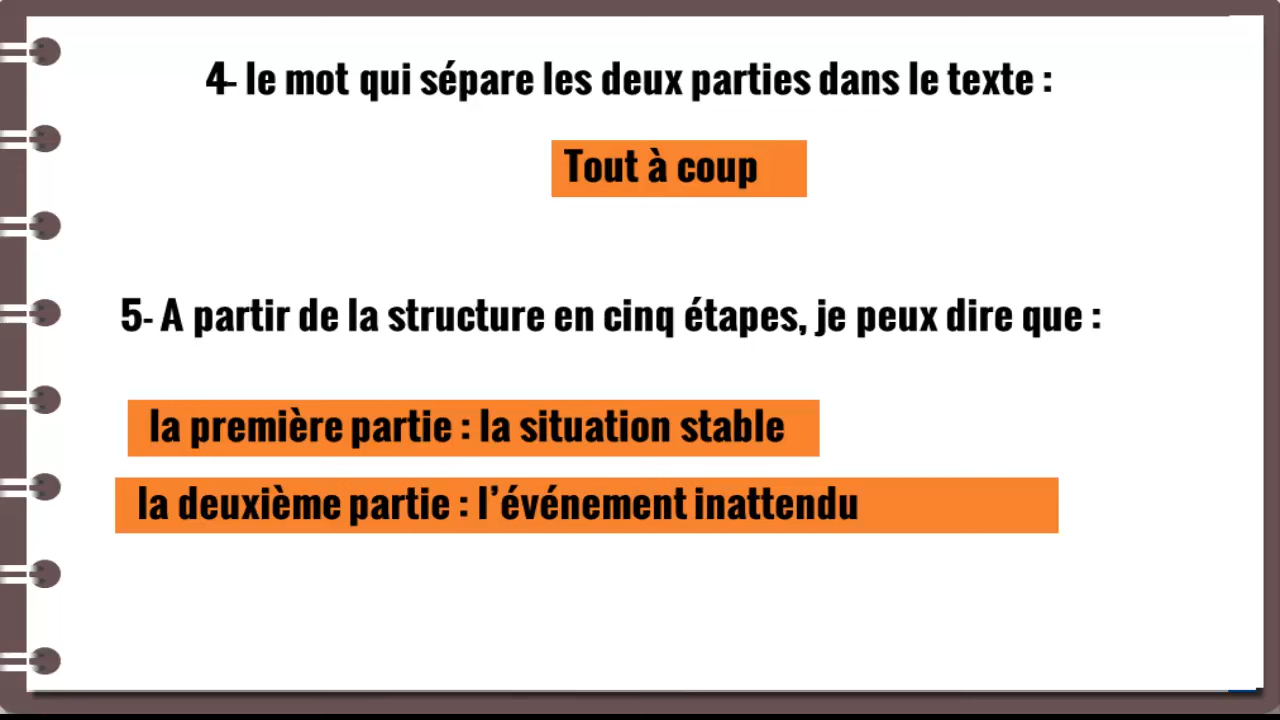 4- le mot qui sépare les deux parties dans le texte :
Tout à coup
5- A partir de la structure en cinq étapes, je peux dire que :
la première partie : la situation stable
la deuxième partie : l’événement inattendu